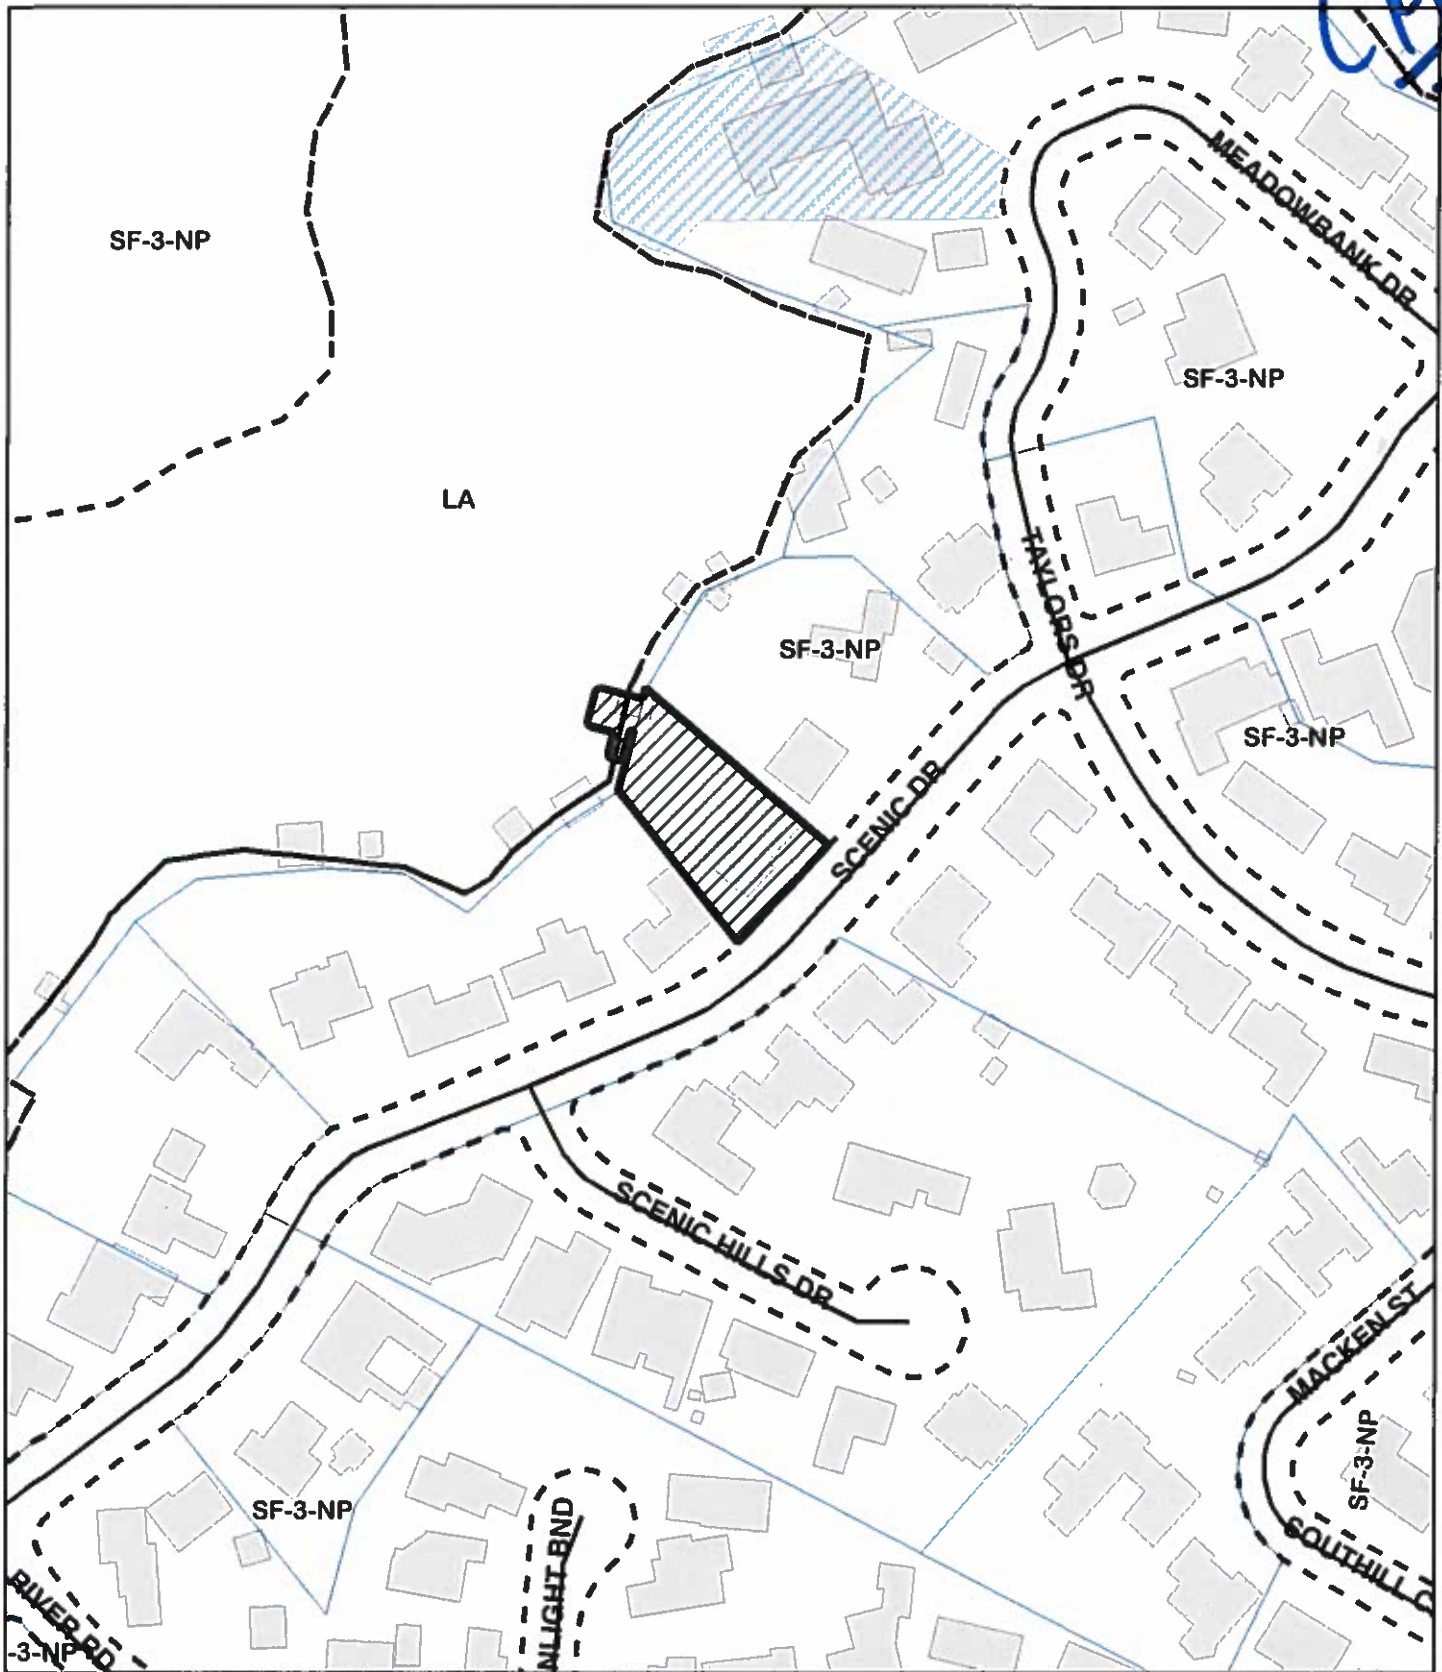 MEADOWBANK DR
SF-3-NP
SF-3-NP
LA
TAYLORS DR
SF-3-NP
SF-3-NP
SCENIC DR
SCENIC HILLS DR
MACKEN ST
SF-3-NP
SF-3-NP
NLIGHT BND
SOUTHILL C
RIVER RD
-3-NP